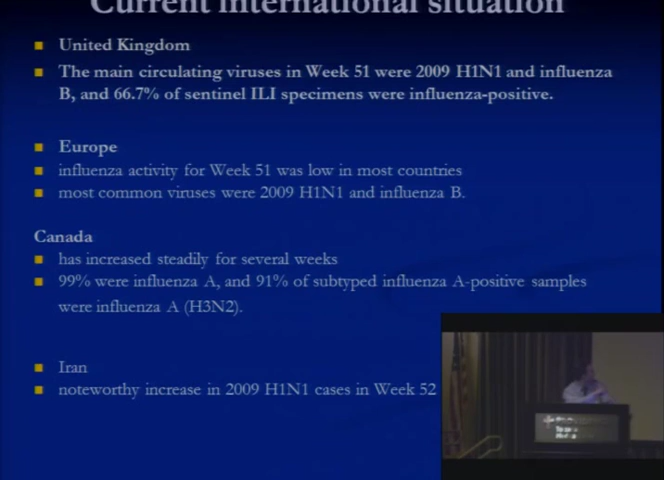 Current international situation
United Kingdom
The main circulating viruses in Week 51 were 2009 H1N1 and influenza
B, and 66.7% of sentinel ILI specimens were influenza-positive.
Europe
influenza activity for Week 51 was low in most countries
most common viruses were 2009 H1N1 and influenza B.
Canada
has increased steadily for several weeks
99% were influenza A, and 91% of subtyped influenza A-positive samples
were influenza A (H3N2).
Iran
noteworthy increase in 2009 H1N1 cases in Week 52